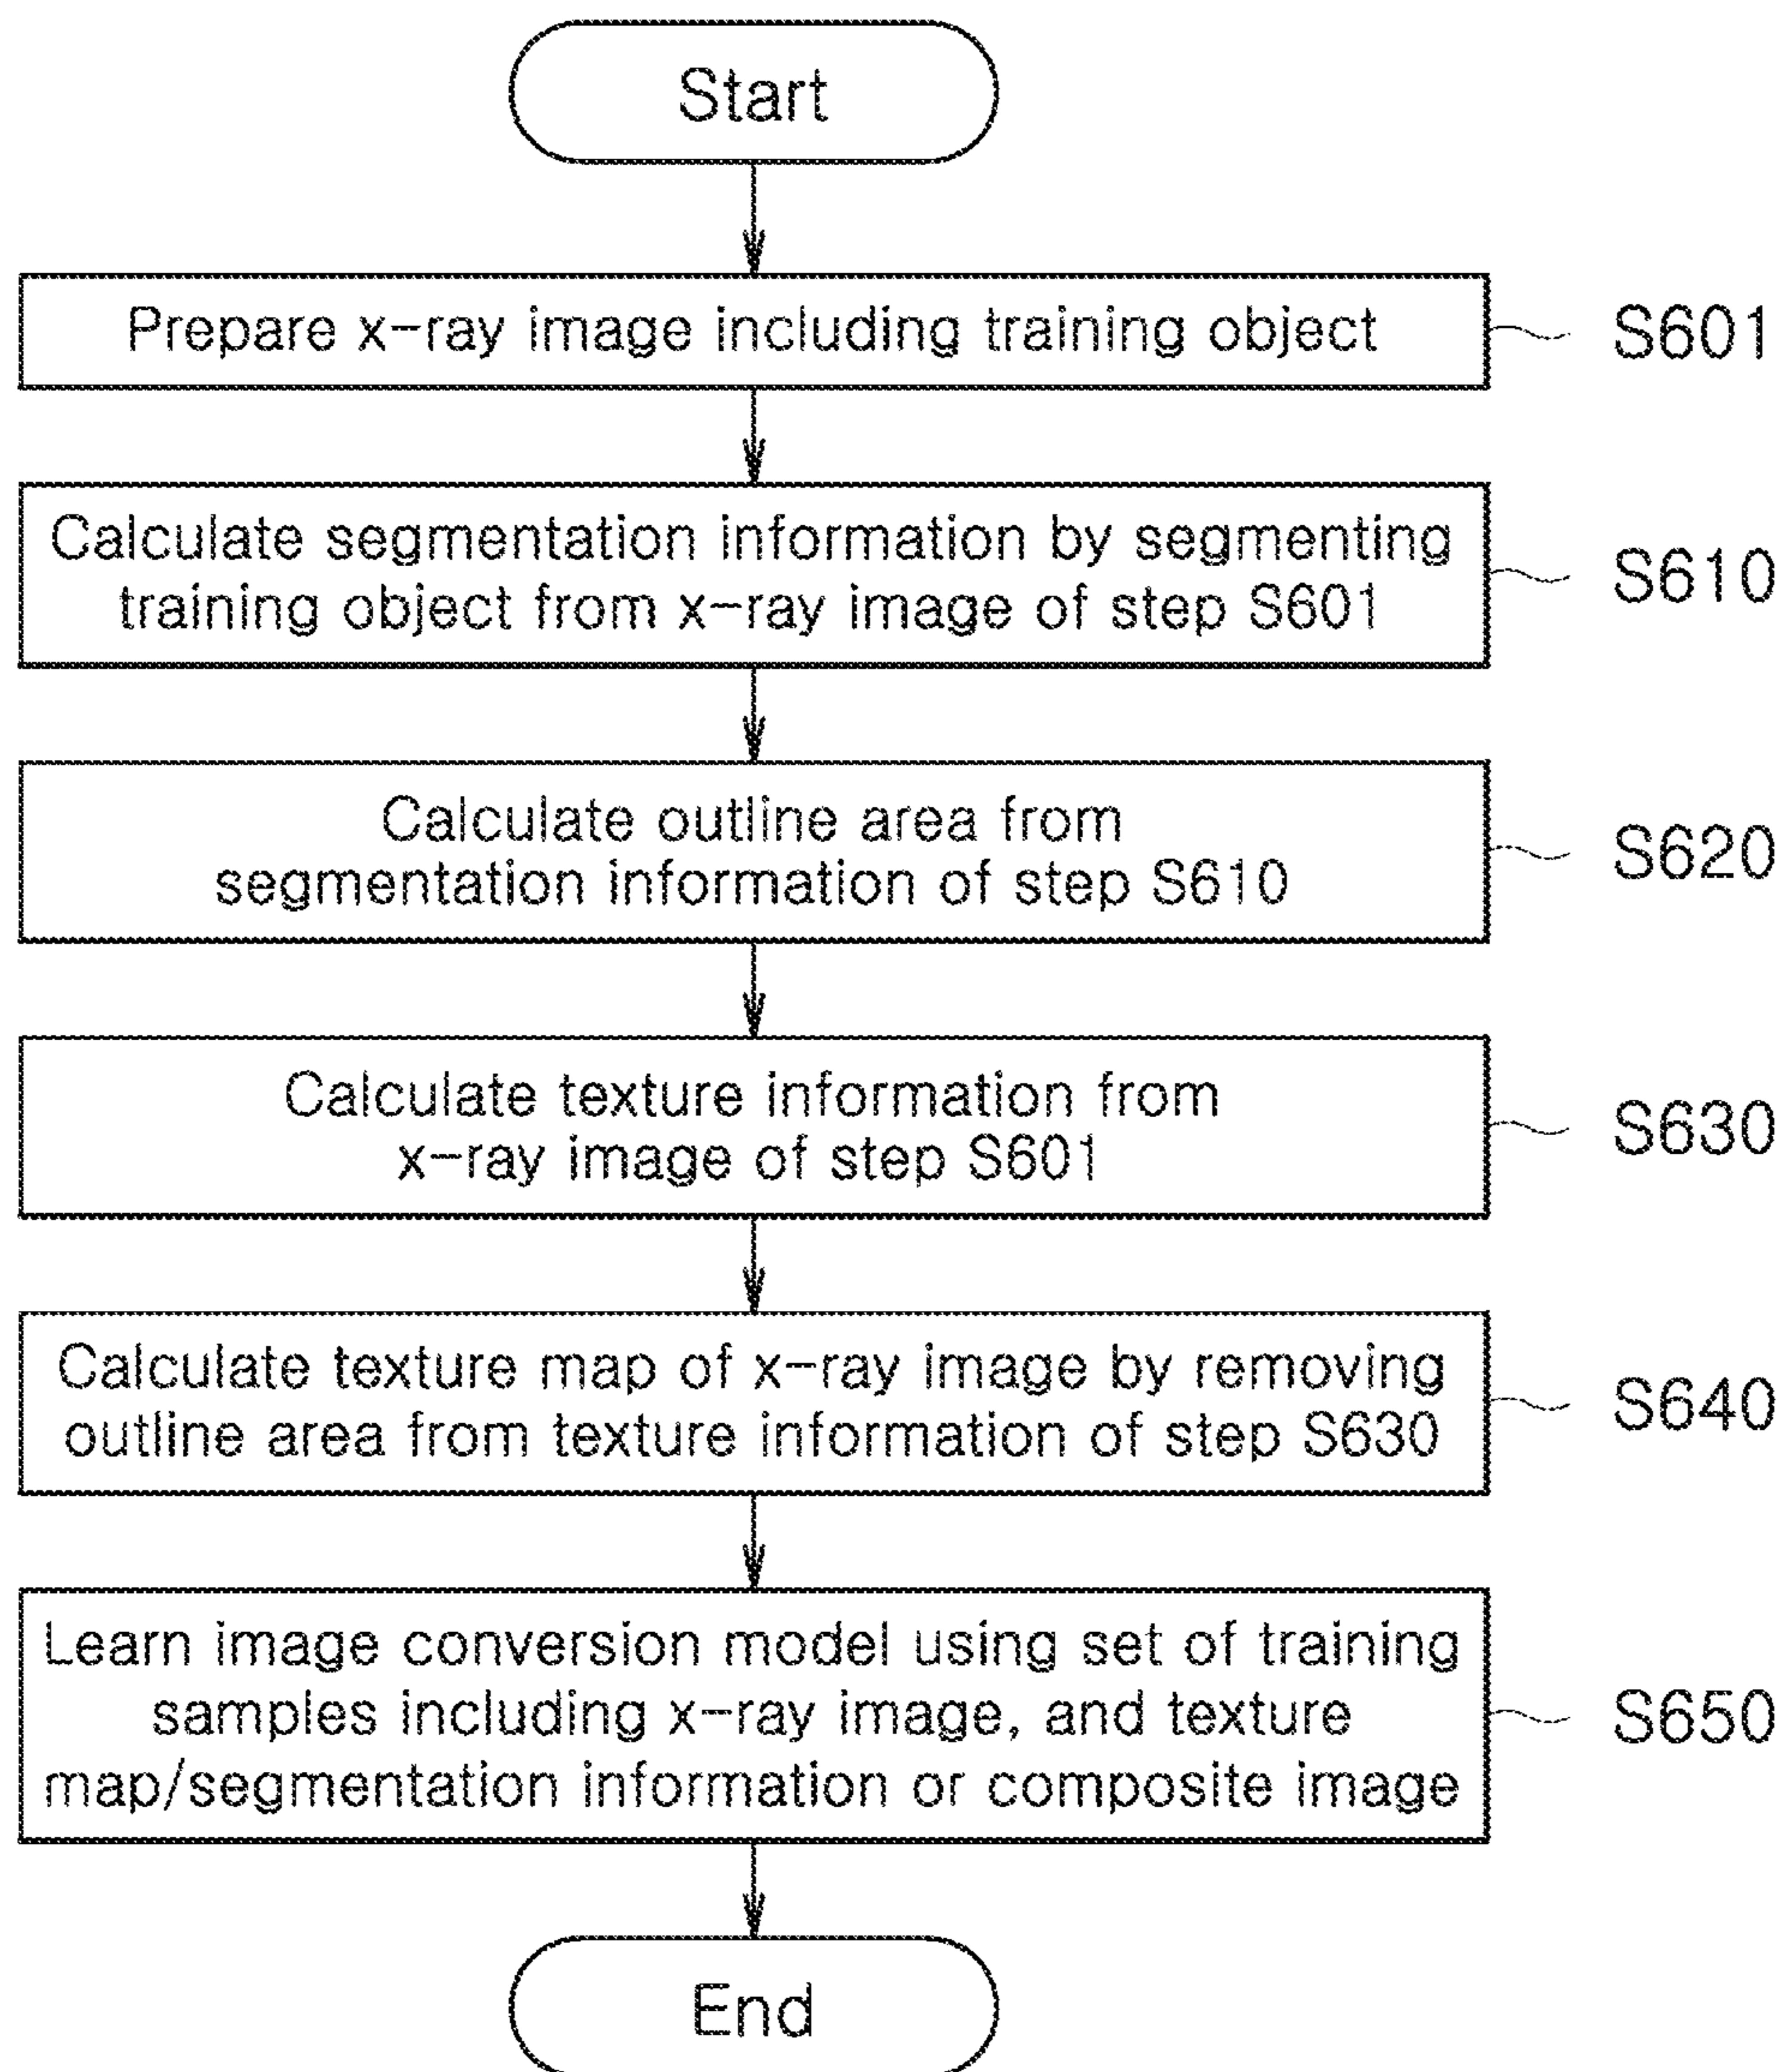 Start
Prepare x-ray image including training object
S601
Calculate segmentation information by segmenting
training object from x-ray image of step S601
S610
Calculate outline area from
segmentation information of step S610
S620
Calculate texture information from
x-ray image of step S601
S630
Calculate texture map of x-ray image by removing
outline area from texture information of step S630
S640
Learn image conversion model using set of training
samples including x-ray image, and texture
map/segmentation information or composite image
S650
End